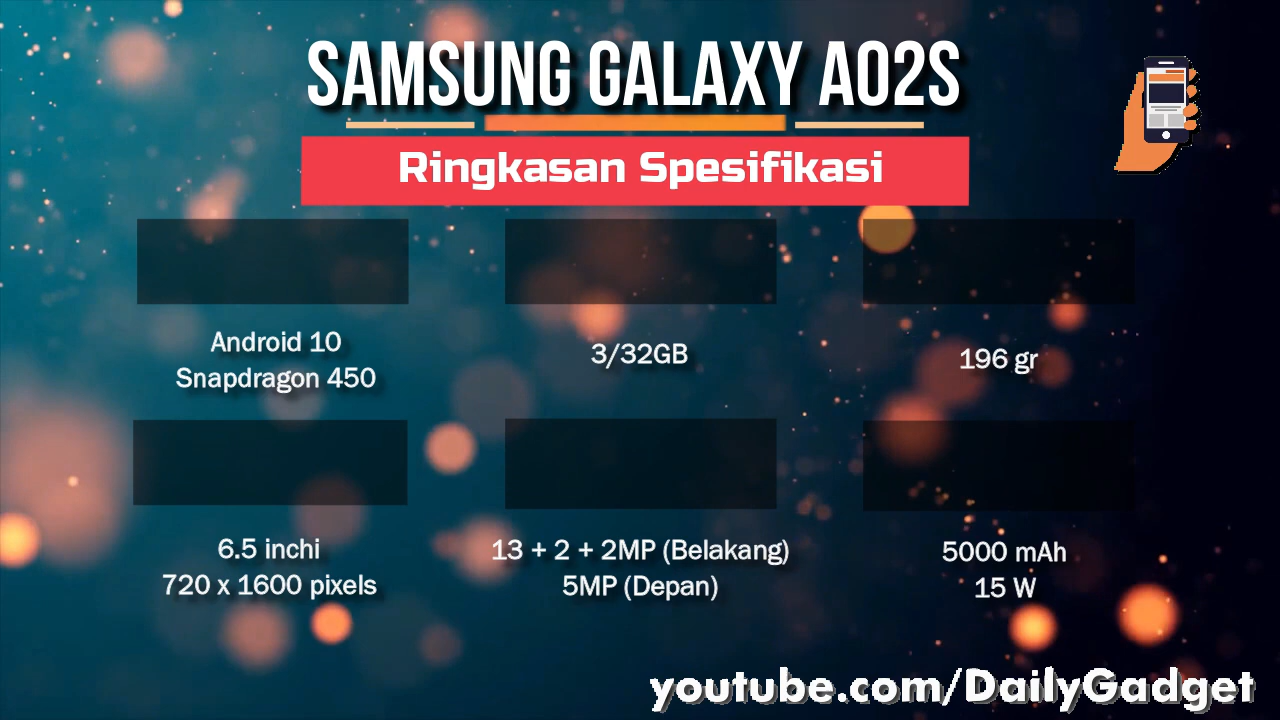 SAMSUNG GALAXY A02S
Ringkasan Spesifikasi
Android 10
Snapdragon 450
3/32GB
196 gr
6.5 inchi
720 x 1600 pixels
13 + 2 + 2MP (Belakang)
5MP (Depan)
5000 mAh
15 W
youtube.com/DailyGadget